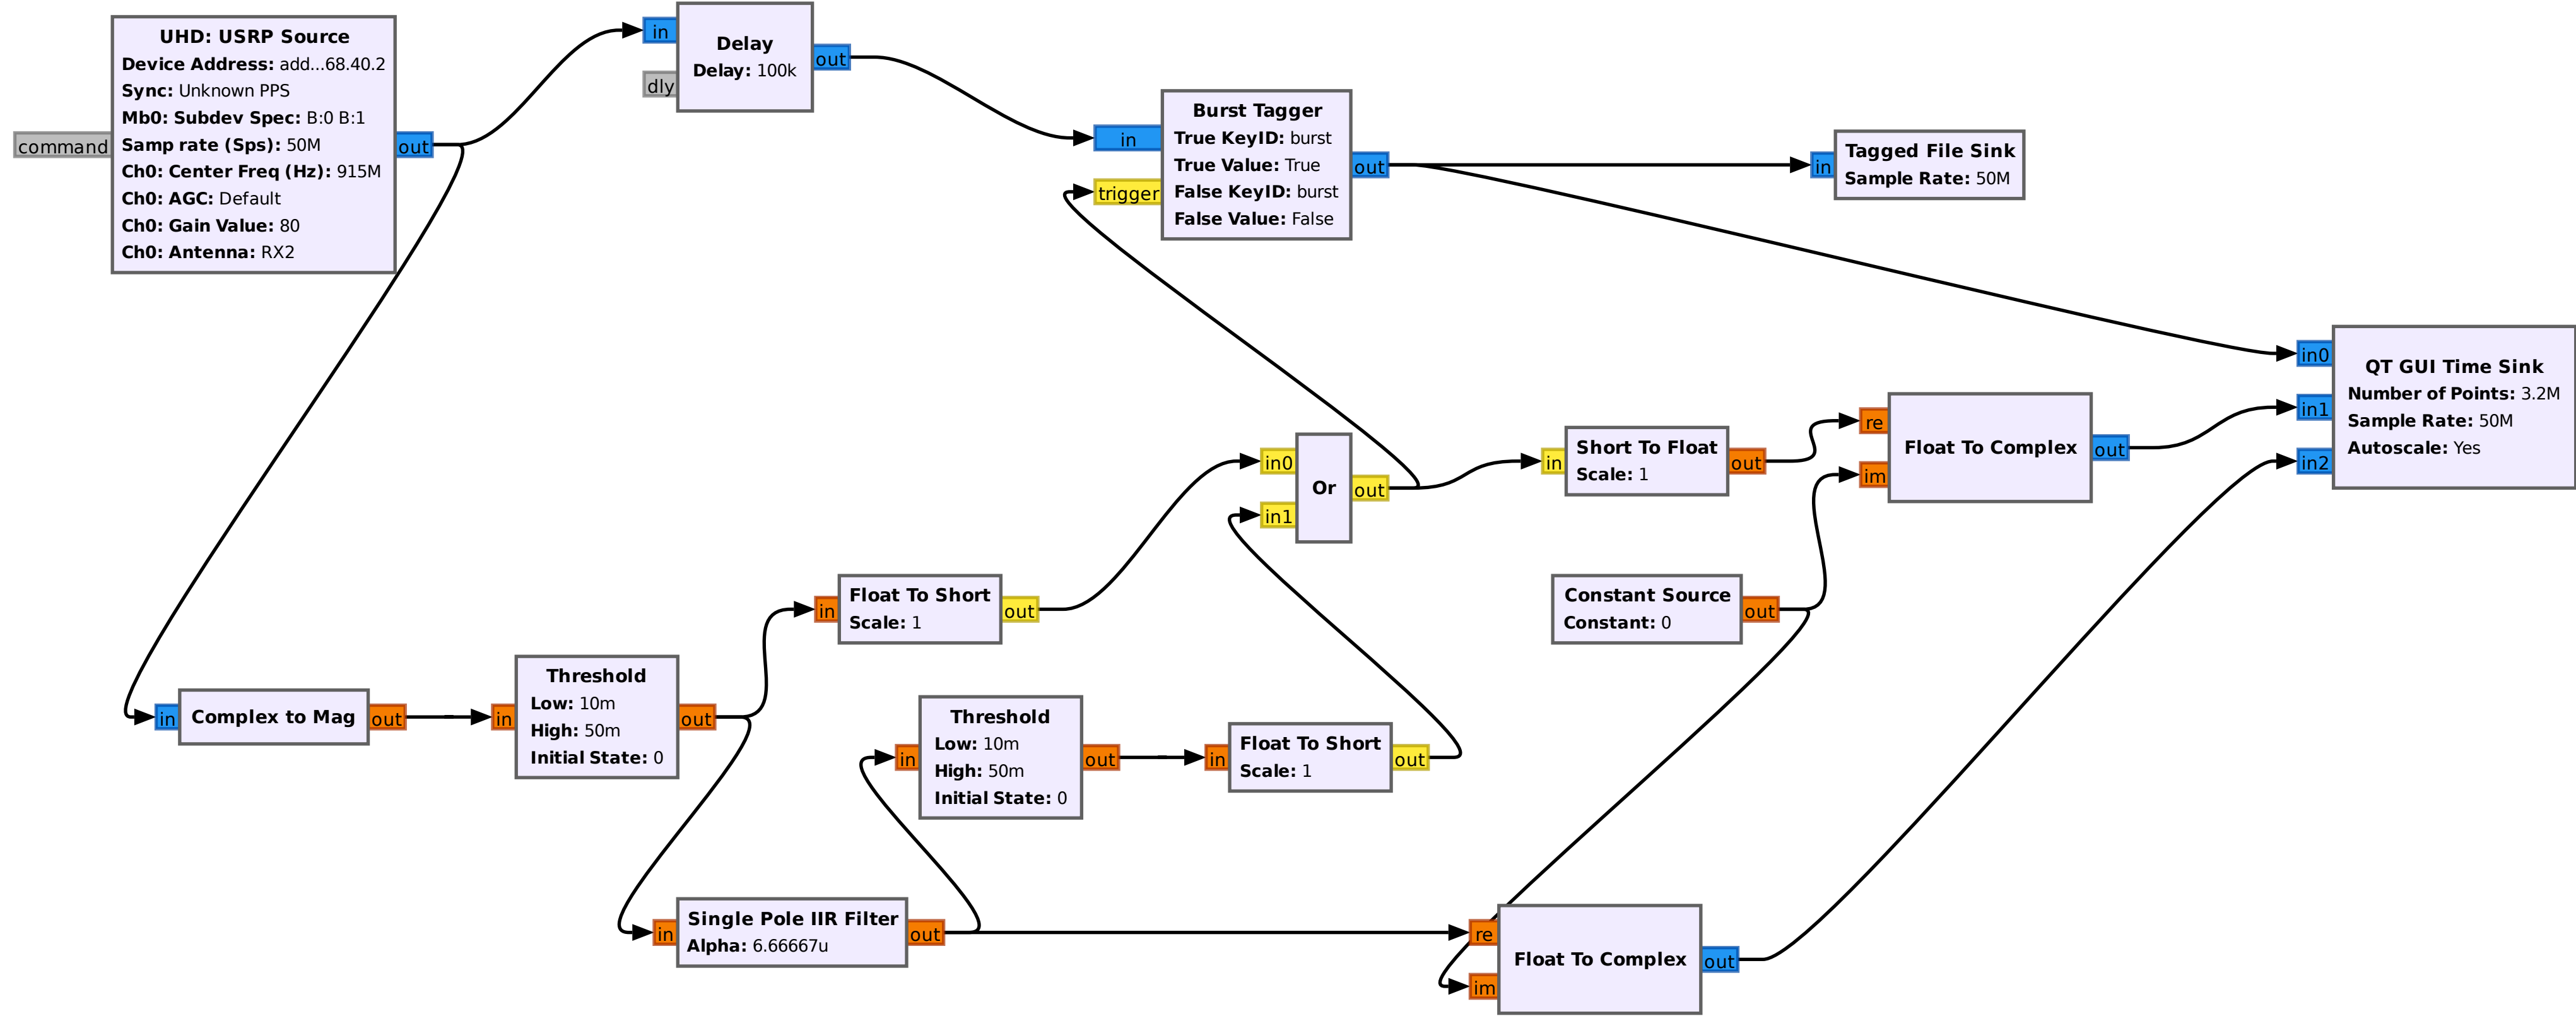 UHD: USRP Source
Device Address: add...68.40.2
Sync: Unknown PPS
Mb0: Subdev Spec: B:0 B:1
Samp rate (Sps): 50M
Ch0: Center Freq (Hz): 915M
Ch0: AGC: Default
Ch0: Gain Value: 80
Ch0: Antenna: RX2
command
out
in
dly
Delay
Delay: 100k
out
in
trigger
Burst Tagger
True KeyID: burst
True Value: True
False KeyID: burst
False Value: False
out
in
Tagged File Sink
Sample Rate: 50M
in0
in1
in2
QT GUI Time Sink
Number of Points: 3.2M
Sample Rate: 50M
Autoscale: Yes
in0
in1
Or
out
in
Short To Float
Scale: 1
out
re
im
Float To Complex
out
in
Float To Short
Scale: 1
out
Constant Source
Constant: 0
out
in
Complex to Mag
out
in
Threshold
Low: 10m
High: 50m
Initial State: 0
out
in
Threshold
Low: 10m
High: 50m
Initial State: 0
out
in
Float To Short
Scale: 1
out
in
Single Pole IIR Filter
Alpha: 6.66667u
out
re
im
Float To Complex
out